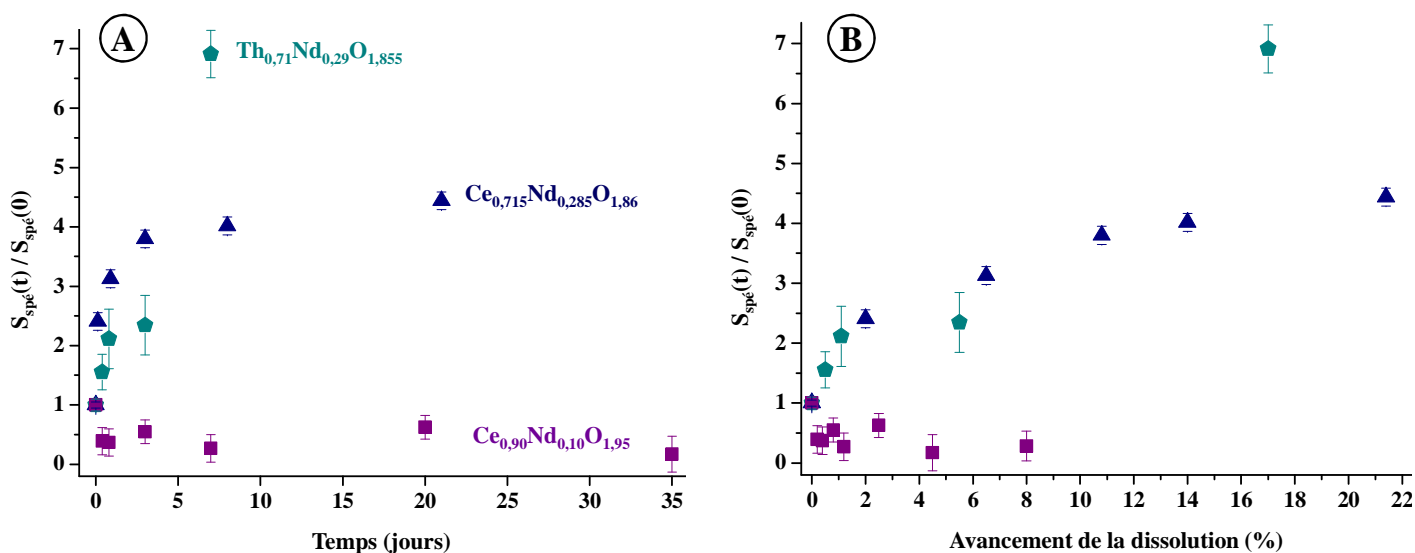 A
Th0,71Nd0,29O1,855
Ce0,715Nd0,285O1,86
Ce0,90Nd0,10O1,95
Sspé(t) / Sspé(0)
7
6
5
4
3
2
1
0
0 5 10 15 20 25 30 35
Temps (jours)
B
Sspé(t) / Sspé(0)
7
6
5
4
3
2
1
0
0 2 4 6 8 10 12 14 16 18 20 22
Avancement de la dissolution (%)